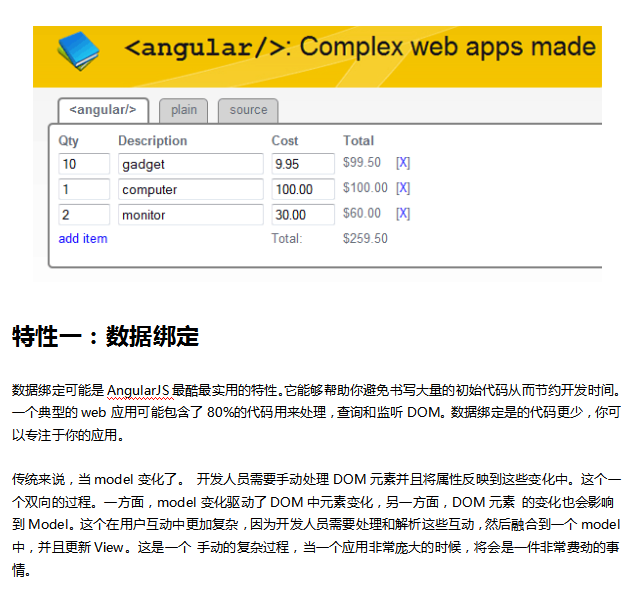 <angular/>: Complex web apps made
<angular/> plain source
Qty Description Cost Total
10 gadget 9.95 $99.50 [X]
1 computer 100.00 $100.00 [X]
2 monitor 30.00 $60.00 [X]
add item Total: $259.50
特性一：数据绑定
数据绑定可能是 AngularJS 最酷最实用的特性。它能够帮助你避免书写大量的初始代码从而节约开发时间。
一个典型的 web 应用可能包含了 80%的代码用来处理，查询和监听 DOM。数据绑定是的代码更少，你可
以专注于你的应用。
传统来说，当 model 变化了。 开发人员需要手动处理 DOM 元素并且将属性反映到这些变化中。这个一
个双向的过程。一方面，model 变化驱动了 DOM 中元素变化，另一方面，DOM 元素 的变化也会影响
到 Model。这个在用户互动中更加复杂，因为开发人员需要处理和解析这些互动，然后融合到一个 model
中，并且更新 View。这是一个 手动的复杂过程，当一个应用非常庞大的时候，将会是一件非常费劲的事
情。